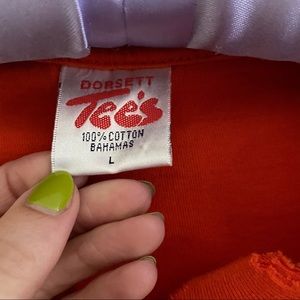 DORSETT
Tee's
100% COTTON
BAHAMAS
L